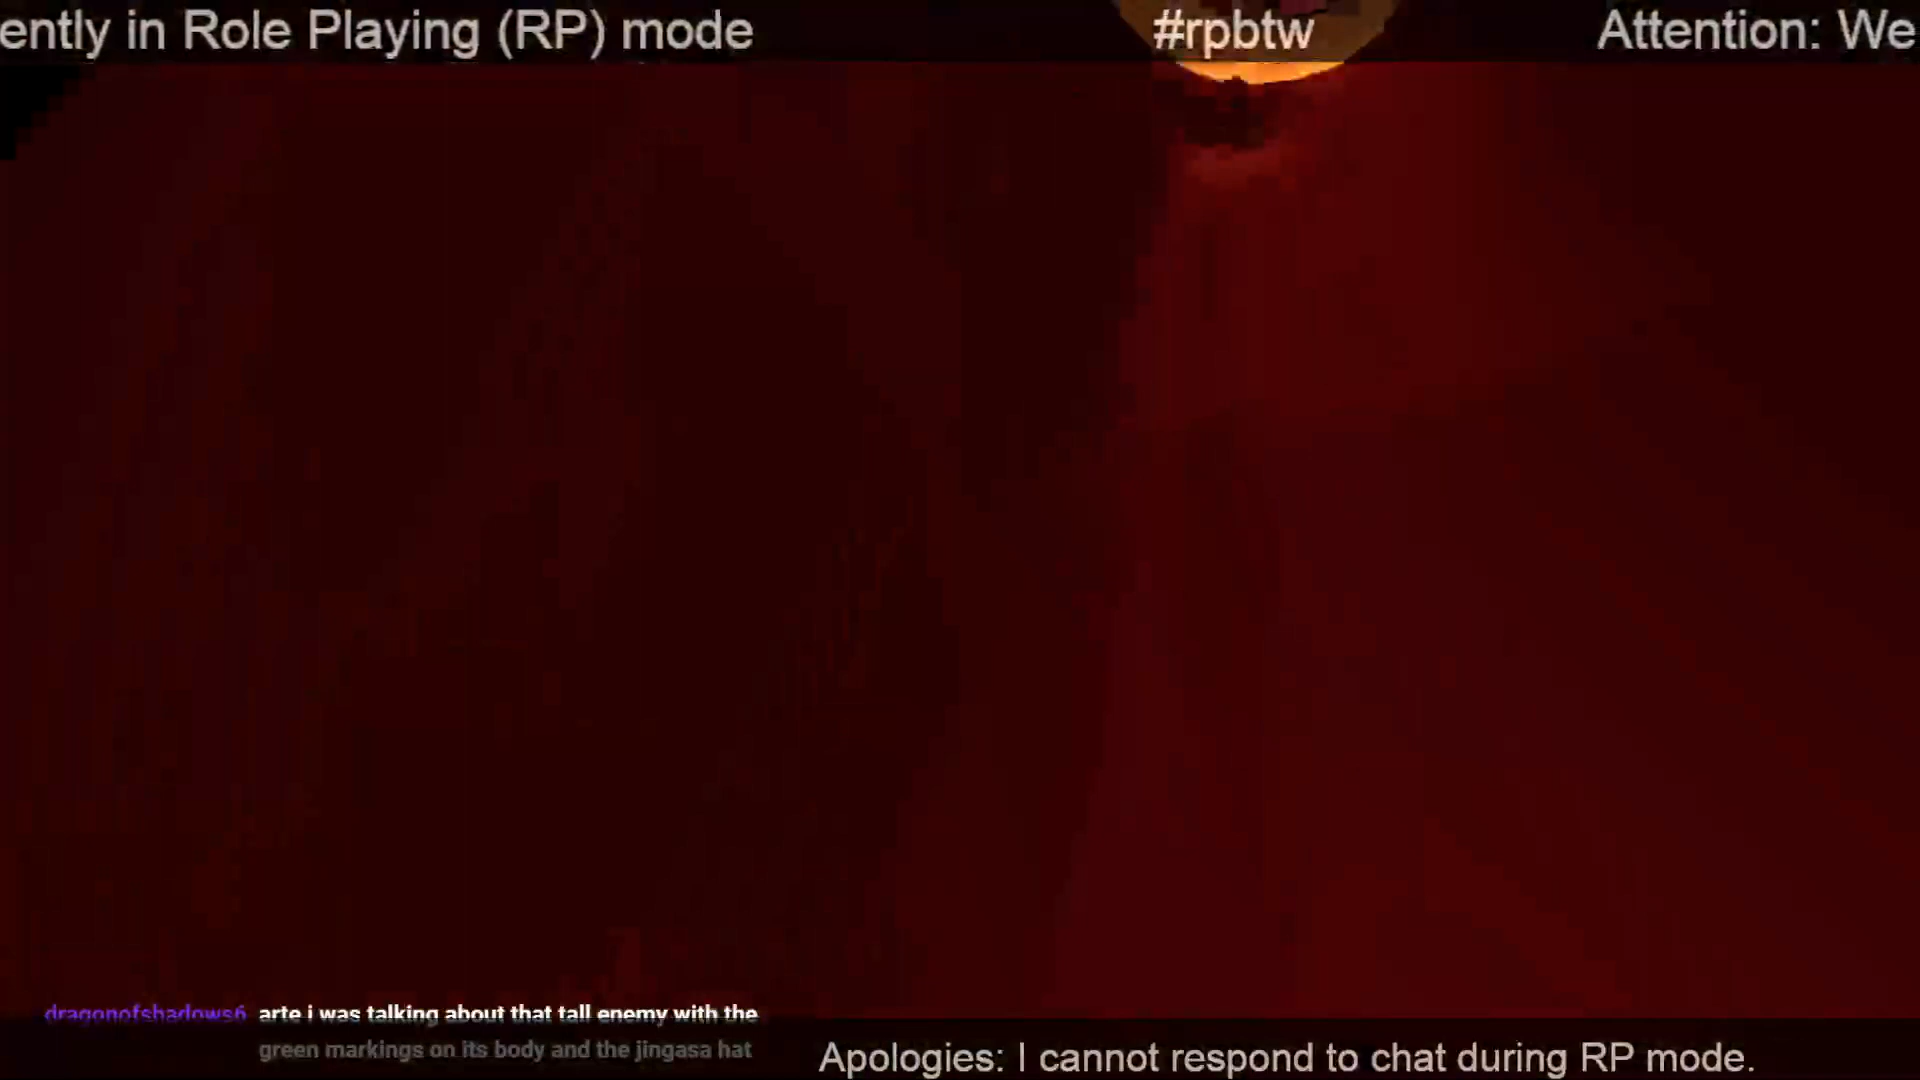 ently in Role Playing (RP) mode #rpbtw Attention: We
dragonofshadows6 arte i was talking about that tall enemy with the
green markings on its body and the jingasa hat
Apologies: I cannot respond to chat during RP mode.